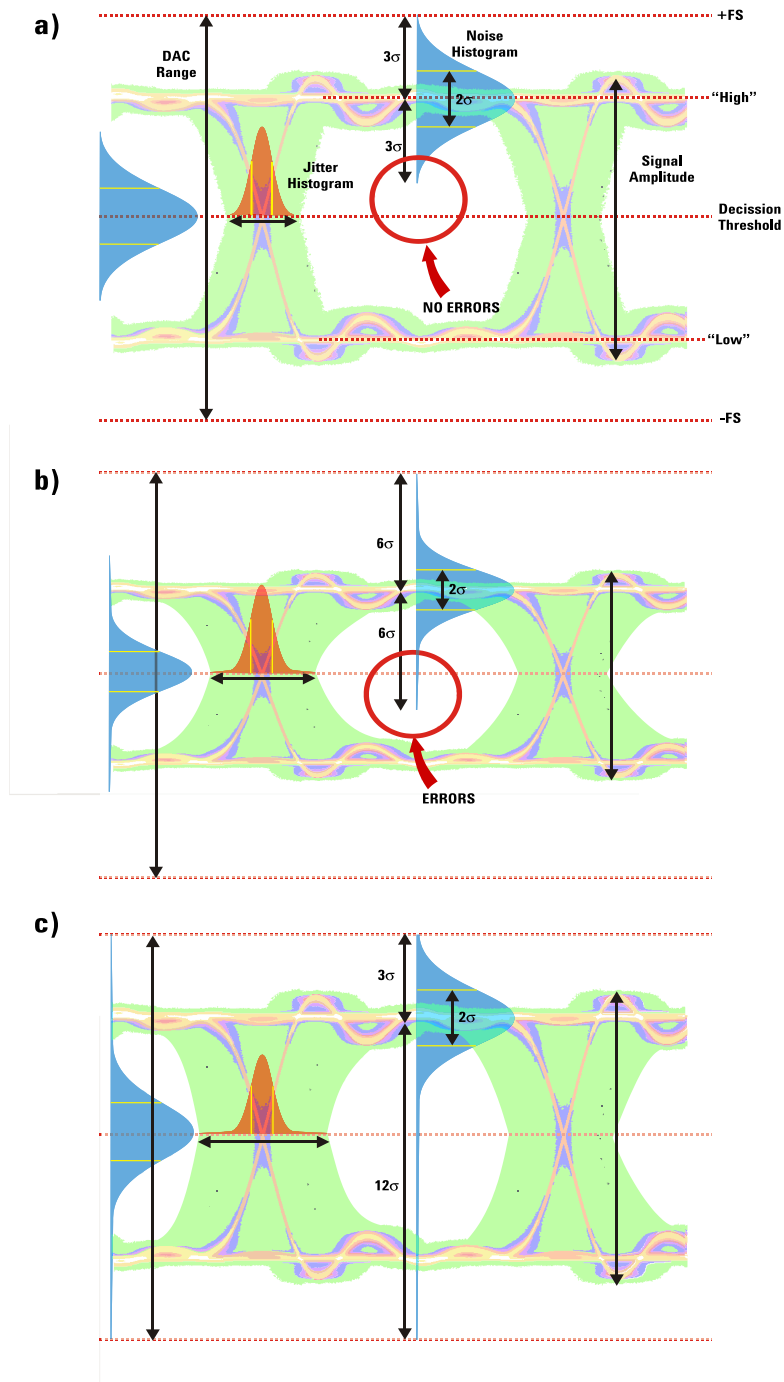 a)
+FS
DAC
Range
3σ
Noise
Histogram
2σ
"High"
3σ
Jitter
Histogram
Signal
Amplitude
Decission
Threshold
NO ERRORS
"Low"
-FS
b)
6σ
2σ
6σ
ERRORS
c)
3σ
2σ
12σ